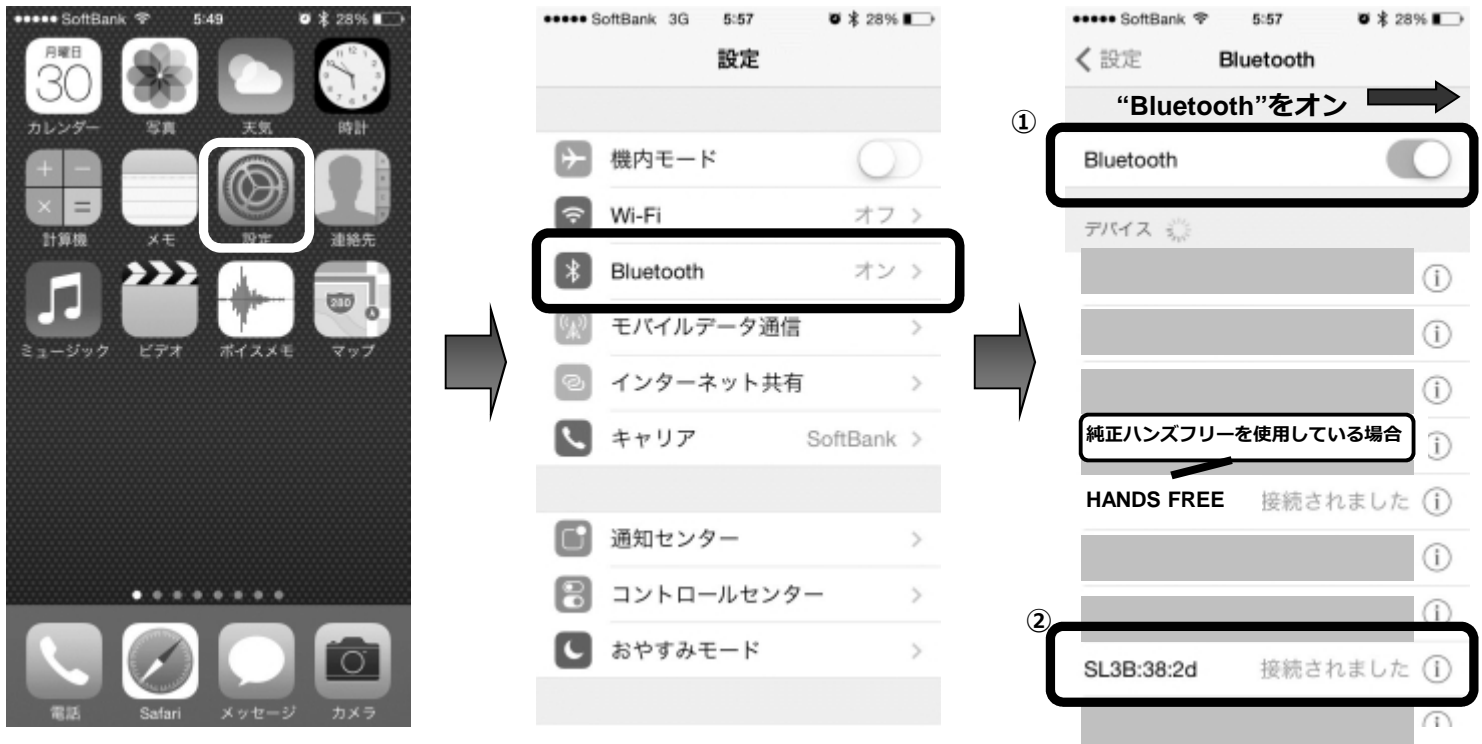 SoftBank 5:49 28%
月曜日
30
カレンダー 写真 天気 時計
計算機 メモ 設定 連絡先
280
ミュージック ビデオ ボイスメモ マップ
電話 Safari メッセージ カメラ
SoftBank 3G 5:57 28%
設定
機内モード
Wi-Fi オフ
Bluetooth オン
モバイルデータ通信
インターネット共有
キャリア SoftBank
通知センター
コントロールセンター
おやすみモード
SoftBank 5:57 28%
設定 Bluetooth
“Bluetooth”をオン
①
Bluetooth
デバイス
純正ハンズフリーを使用している場合
HANDS FREE 接続されました
②
SL3B:38:2d 接続されました